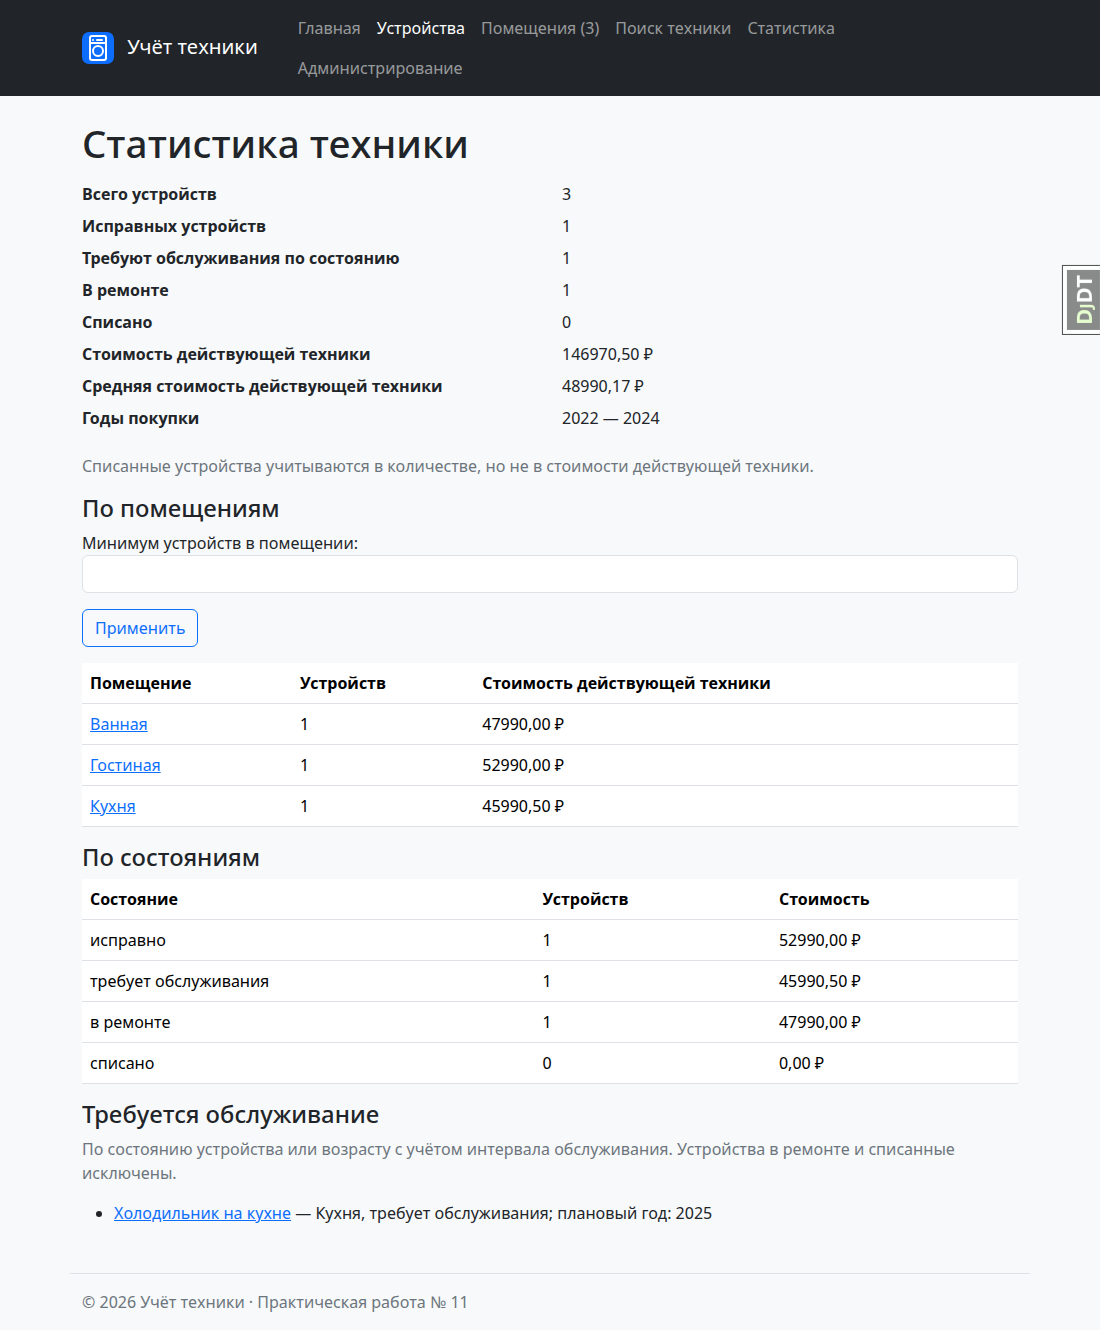 Учёт техники
Главная Устройства Помещения (3) Поиск техники Статистика
Администрирование
Статистика техники
Всего устройств 3
Исправных устройств 1
Требуют обслуживания по состоянию 1
В ремонте 1
Списано 0
Стоимость действующей техники 146970,50 ₽
Средняя стоимость действующей техники 48990,17 ₽
Годы покупки 2022 — 2024
DjDT
Списанные устройства учитываются в количестве, но не в стоимости действующей техники.
По помещениям
Минимум устройств в помещении:
Применить
Помещение Устройств Стоимость действующей техники
Ванная 1 47990,00 ₽
Гостиная 1 52990,00 ₽
Кухня 1 45990,50 ₽
По состояниям
Состояние Устройств Стоимость
исправно 1 52990,00 ₽
требует обслуживания 1 45990,50 ₽
в ремонте 1 47990,00 ₽
списано 0 0,00 ₽
Требуется обслуживание
По состоянию устройства или возрасту с учётом интервала обслуживания. Устройства в ремонте и списанные
исключены.
• Холодильник на кухне — Кухня, требует обслуживания; плановый год: 2025
© 2026 Учёт техники · Практическая работа № 11